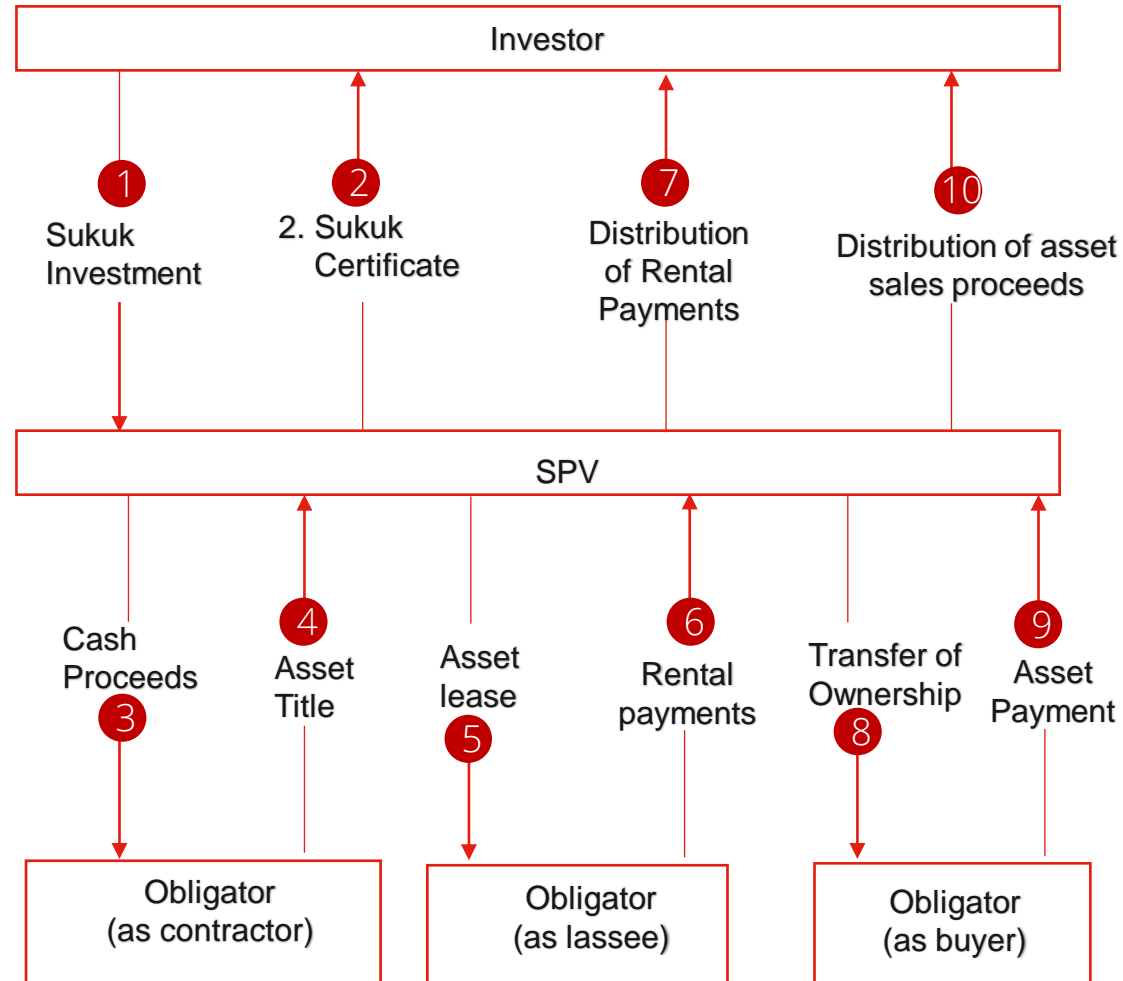 Investor
1
2
7
10
Sukuk
Investment
2. Sukuk
Certificate
Distribution
of Rental
Payments
Distribution of asset
sales proceeds
SPV
Cash
Proceeds
3
4
Asset
Title
Asset
lease
5
6
Rental
payments
Transfer of
Ownership
8
9
Asset
Payment
Obligator
(as contractor)
Obligator
(as lassee)
Obligator
(as buyer)